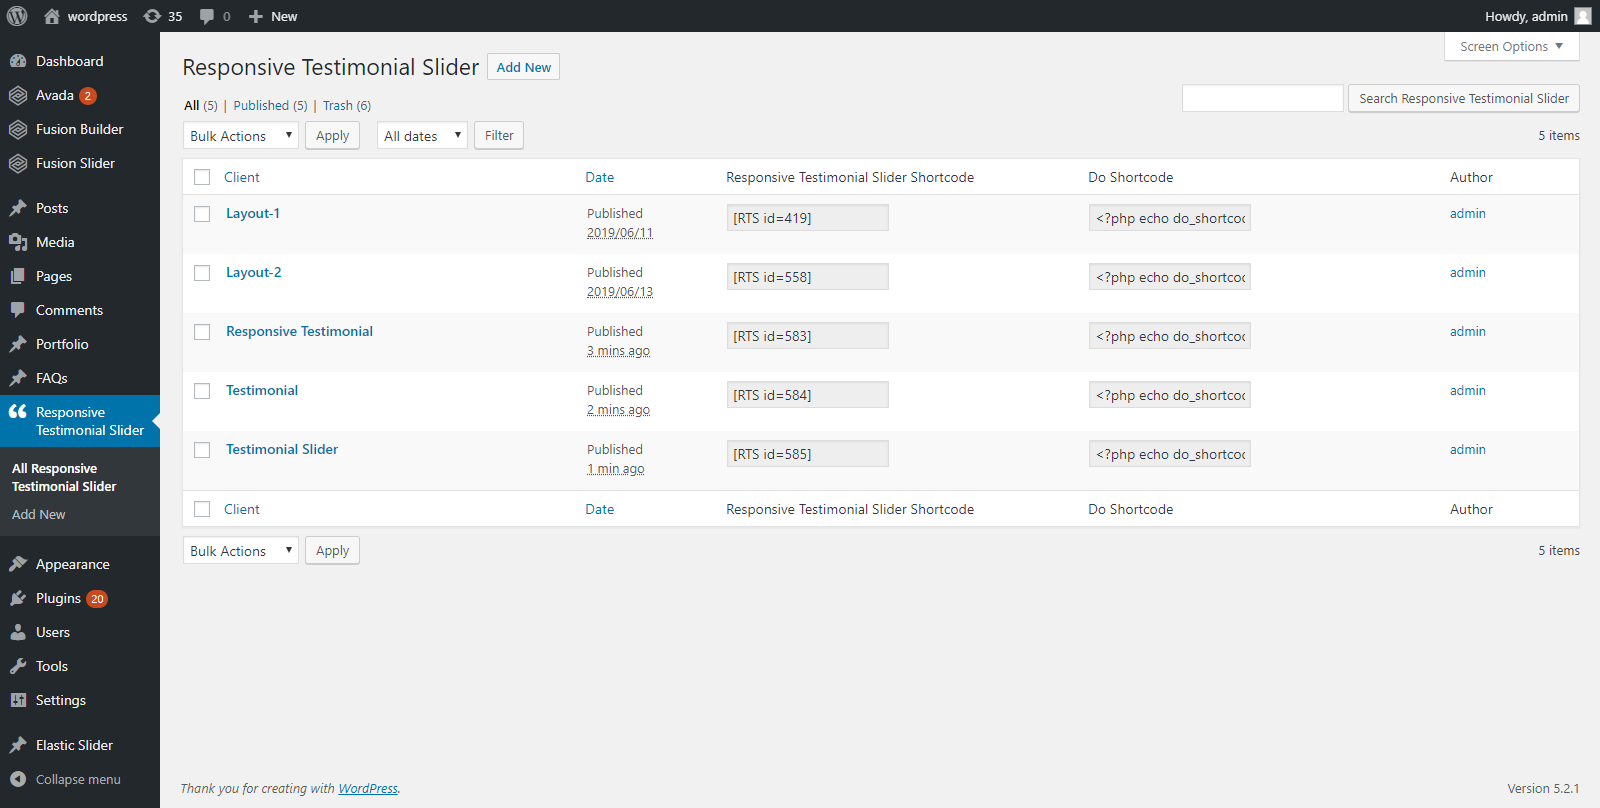 wordpress 35 0 New Howdy, admin
Dashboard
Avada 2
Fusion Builder
Fusion Slider
Posts
Media
Pages
Comments
Portfolio
FAQs
Responsive
Testimonial Slider
All Responsive
Testimonial Slider
Add New
Appearance
Plugins 20
Users
Tools
Settings
Elastic Slider
Collapse menu
Screen Options
Responsive Testimonial Slider Add New
All (5) | Published (5) | Trash (6)
Search Responsive Testimonial Slider
Bulk Actions Apply All dates Filter 5 items
Client Date Responsive Testimonial Slider Shortcode Do Shortcode Author
Layout-1 Published [RTS id=419] <?php echo do_shortcod admin
2019/06/11
Layout-2 Published [RTS id=558] <?php echo do_shortcod admin
2019/06/13
Responsive Testimonial Published [RTS id=583] <?php echo do_shortcod admin
3 mins ago
Testimonial Published [RTS id=584] <?php echo do_shortcod admin
2 mins ago
Testimonial Slider Published [RTS id=585] <?php echo do_shortcod admin
1 min ago
Client Date Responsive Testimonial Slider Shortcode Do Shortcode Author
Bulk Actions Apply 5 items
Thank you for creating with WordPress. Version 5.2.1